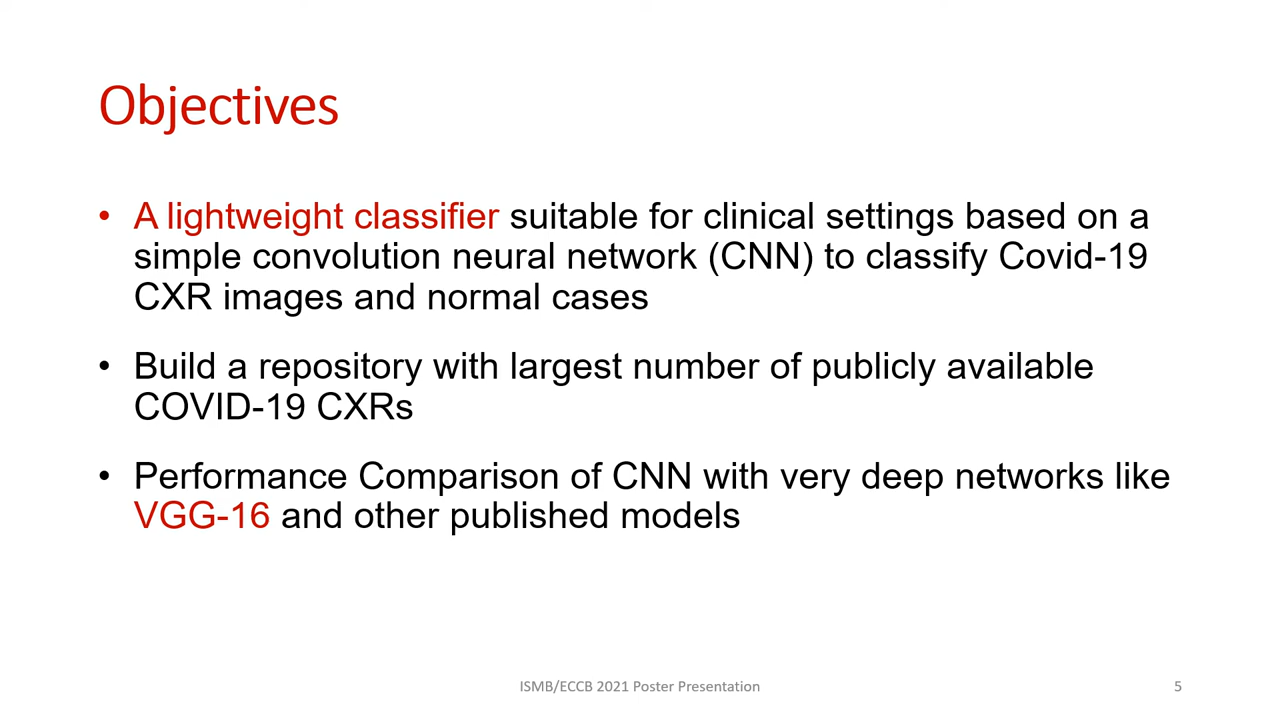 Objectives
• A lightweight classifier suitable for clinical settings based on a
simple convolution neural network (CNN) to classify Covid-19
CXR images and normal cases
• Build a repository with largest number of publicly available
COVID-19 CXRs
• Performance Comparison of CNN with very deep networks like
VGG-16 and other published models
ISMB/ECCB 2021 Poster Presentation
5